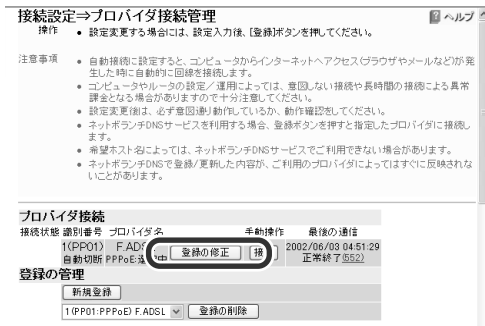 接続設定⇒プロバイダ接続管理
ヘルプ
操作
● 設定変更する場合には、設定入力後、[登録]ボタンを押してください。
注意事項
● 自動接続に設定すると、コンピュータからインターネットへアクセス(ブラウザやメールなど)が発
生した時に自動的に回線を接続します。
● コンピュータやルータの設定／運用によっては、意図しない接続や長時間の接続による異常
課金となる場合がありますので十分注意してください。
● 設定変更後は、必ず意図通り動作しているか、動作確認をしてください。
● ネットボランチDNSサービスを利用する場合、登録ボタンを押すと指定したプロバイダに接続し
ます。
● 希望ホスト名によっては、ネットボランチDNSサービスでご利用できない場合があります。
● ネットボランチDNSで登録/更新した内容が、ご利用のプロバイダによってはすぐに反映されな
いことがあります。
プロバイダ接続
接続状態 識別番号 プロバイダ名 手動操作 最後の通信
1(PP01) F.ADS 登録の修正 接 2002/06/03 04:51:29
自動切断 PPPoE: 中 正常終了(552)
登録の管理
新規登録
1 (PP01:PPPoE) F.ADSL 登録の削除